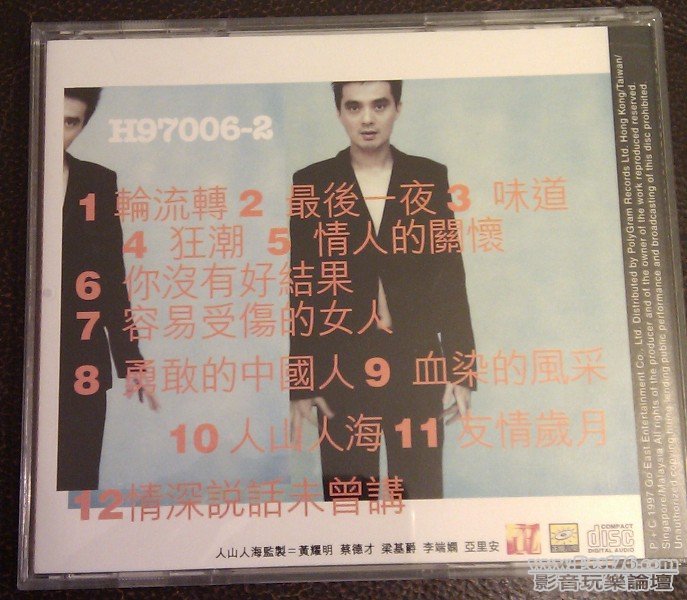 H97006-2
1 輪流轉 2 最後一夜 3 味道
4 狂潮 5 情人的關懷
6 你沒有好結果
7 容易受傷的女人
8 勇敢的中國人 9 血染的風采
10 人山人海 11 友情歲月
12 情深説話未曾講
人山人海監製=黃耀明 蔡德才 梁基爵 李端嫻 亞里安
COMPACT
disc
DIGITAL AUDIO
P + C 1997 Go East Entertainment Co., Ltd Distributed by PolyGram Records Ltd. Hong Kong/Taiwan/
Singapore/Malaysia All rights of the producer and of the owner of the work reproduced reserved.
Unauthorized copying hiring lending public performance and broadcasting of this disc prohibited.
影音玩樂論壇